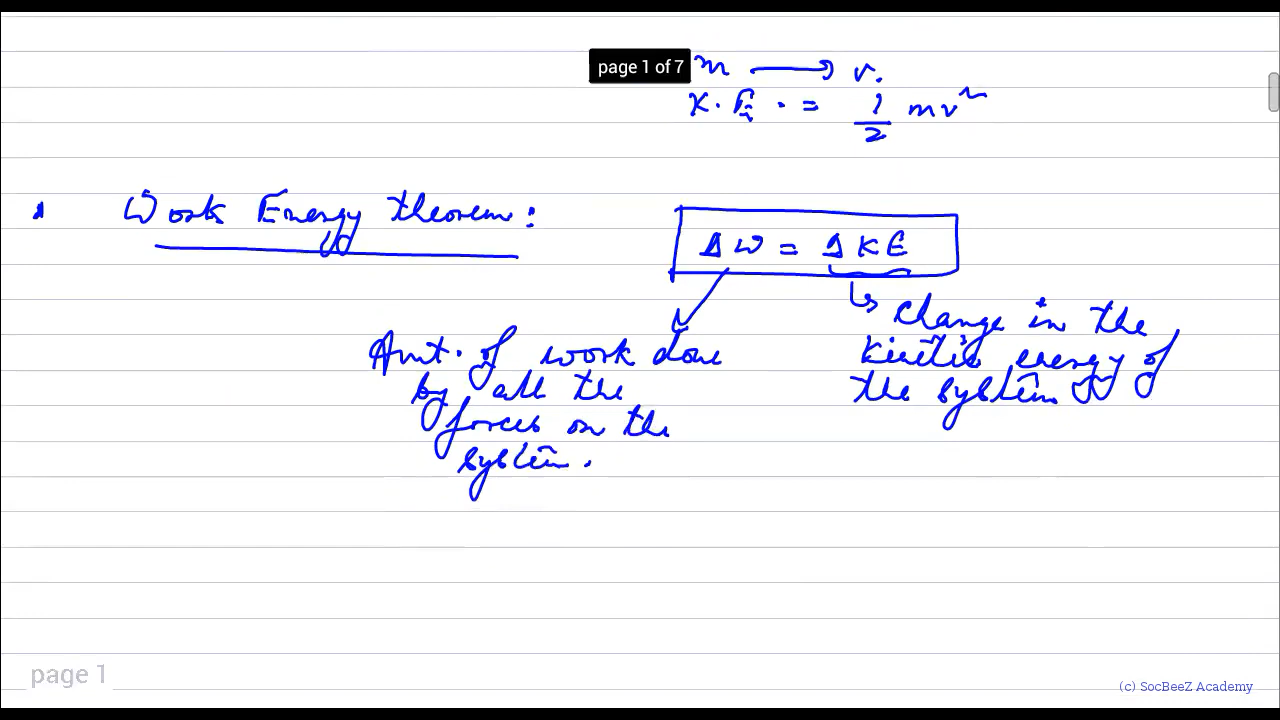 page 1 of 7
m → v.
K.E. = 1/2 mv²
Work Energy theorem:
ΔW = ΔKE
Amt. of work done
by all the
forces on the
system.
Change in the
kinetic energy of
the system
page 1
(c) SocBeeZ Academy